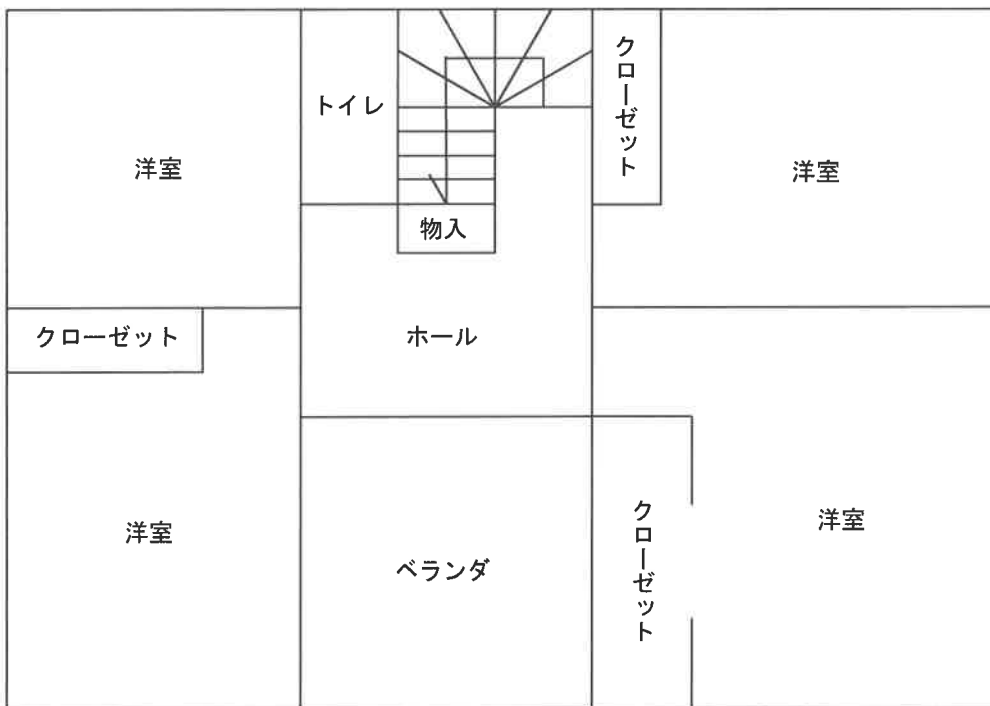 クローゼット
トイレ
洋室
洋室
物入
クローゼット
ホール
洋室
ベランダ
クローゼット
洋室